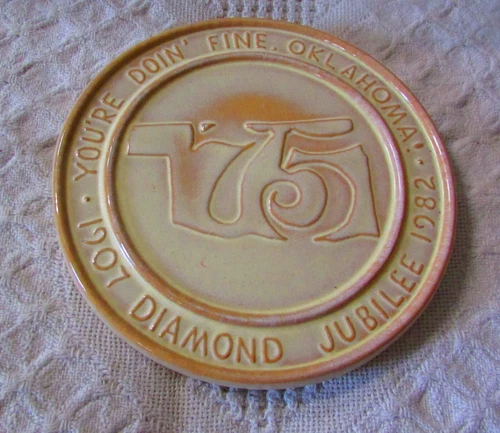 YOU'RE DOIN' FINE, OKLAHOMA!
'75
1907 DIAMOND JUBILEE 1982